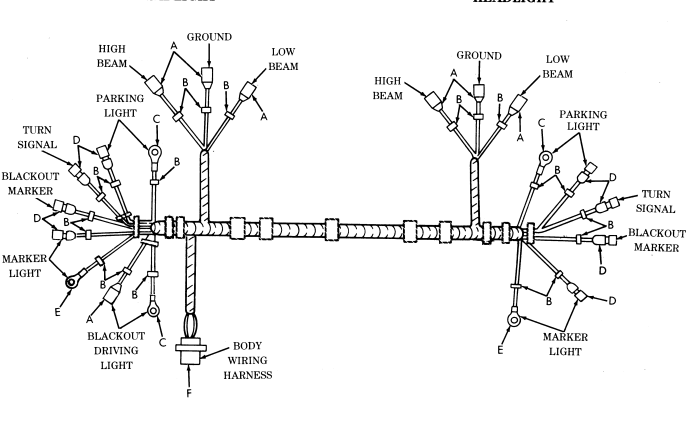 HEADLIGHT
HIGH
BEAM
A
GROUND
LOW
BEAM
B
B
A
PARKING
LIGHT
C
B
TURN
SIGNAL
D
B
BLACKOUT
MARKER
D
B
MARKER
LIGHT
E
B
A
B
C
BLACKOUT
DRIVING
LIGHT
BODY
WIRING
HARNESS
F
HIGH
BEAM
A
GROUND
LOW
BEAM
B
B
A
C
PARKING
LIGHT
B
D
TURN
SIGNAL
B
BLACKOUT
MARKER
D
B
D
E
MARKER
LIGHT